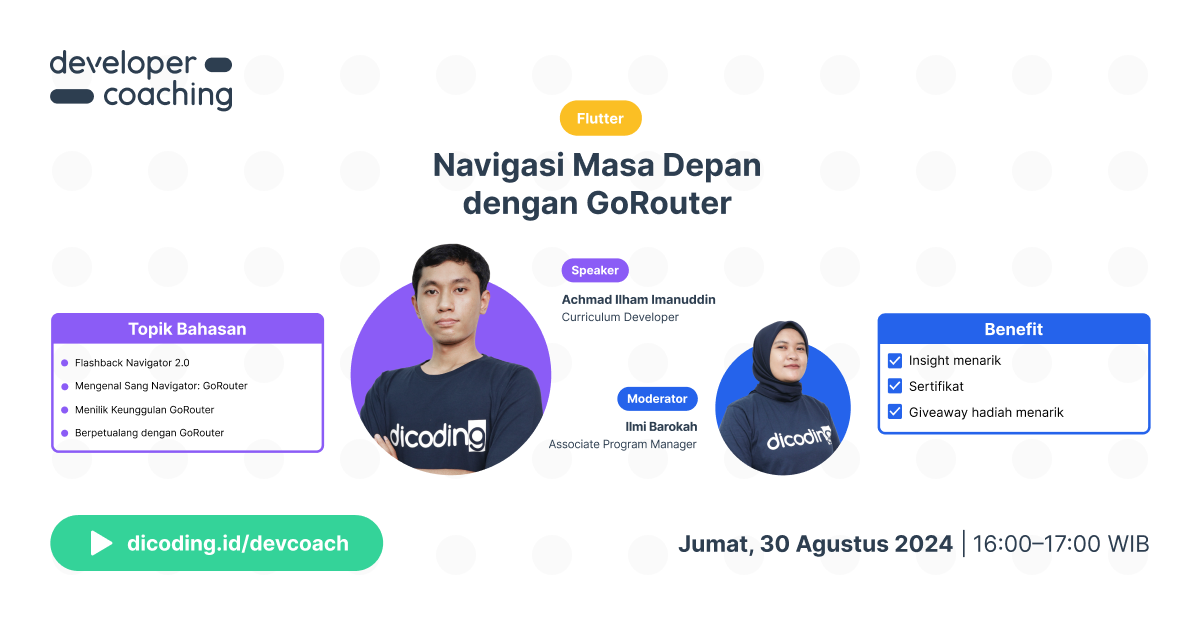 developer
coaching
Flutter
Navigasi Masa Depan
dengan GoRouter
Topik Bahasan
Flashback Navigator 2.0
Mengenal Sang Navigator: GoRouter
Menilik Keunggulan GoRouter
Berpetualang dengan GoRouter
dicoding
Speaker
Achmad Ilham Imanuddin
Curriculum Developer
Moderator
Ilmi Barokah
Associate Program Manager
dicoding
Benefit
Insight menarik
Sertifikat
Giveaway hadiah menarik
dicoding.id/devcoach
Jumat, 30 Agustus 2024 | 16:00–17:00 WIB